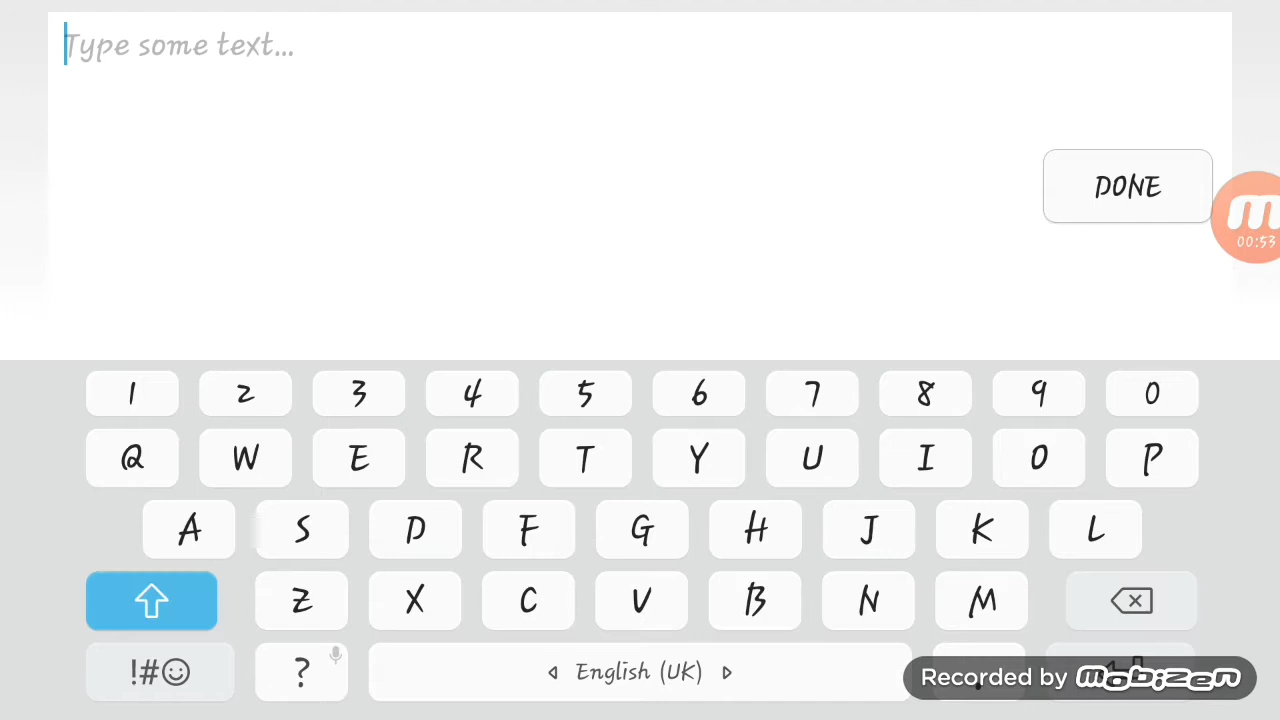 Type some text...
DONE
00:53
1 2 3 4 5 6 7 8 9 0
Q W E R T Y U I O P
A S D F G H J K L
Z X C V B N M
!#☺ ? English (UK)
Recorded by mobizen